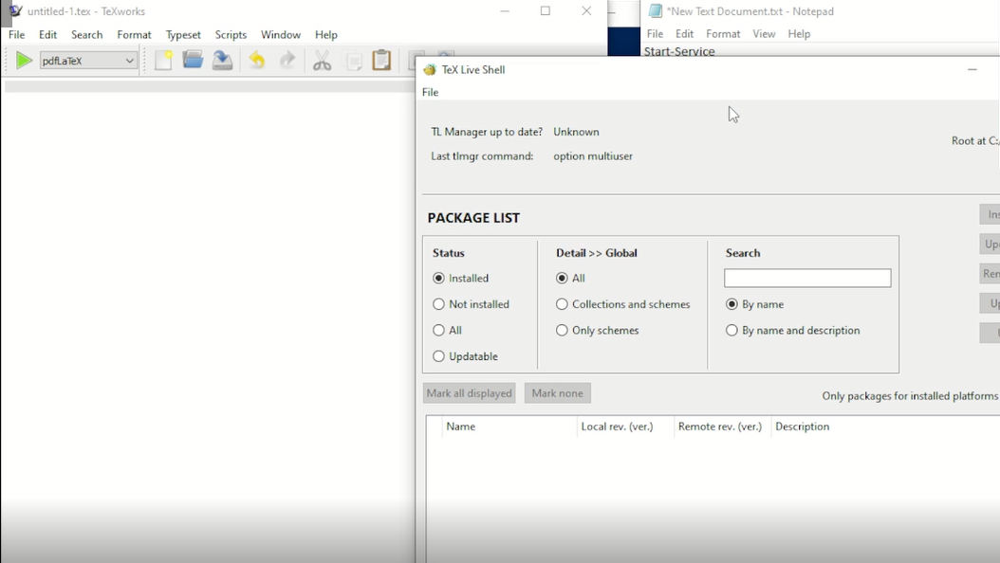 untitled-1.tex - TeXworks
File Edit Search Format Typeset Scripts Window Help
pdfLaTeX
*New Text Document.txt - Notepad
File Edit Format View Help
Start-Service
TeX Live Shell
File
TL Manager up to date? Unknown
Last tlmgr command: option multiuser
Root at C:/
PACKAGE LIST
Status
Installed
Not installed
All
Updatable
Detail >> Global
All
Collections and schemes
Only schemes
Search
By name
By name and description
Mark all displayed
Mark none
Only packages for installed platforms
Name Local rev. (ver.) Remote rev. (ver.) Description